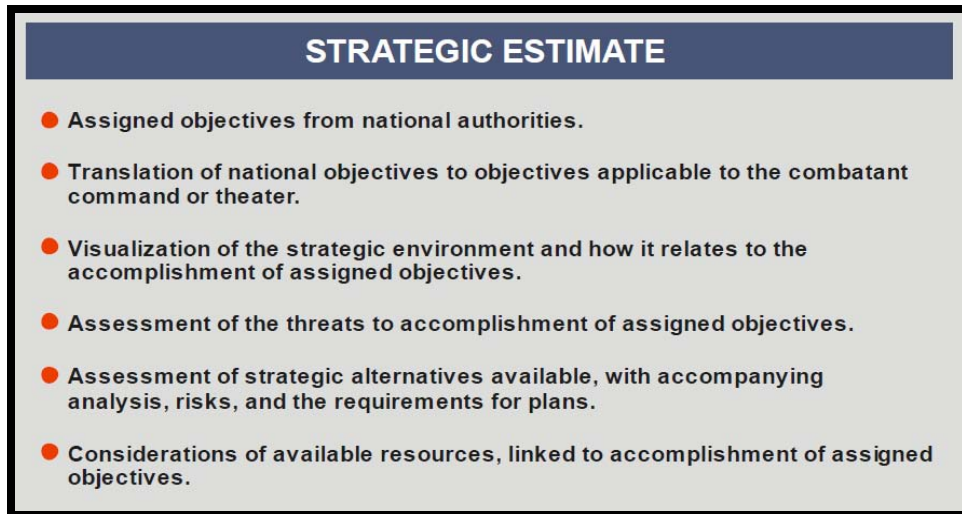 STRATEGIC ESTIMATE
Assigned objectives from national authorities.
Translation of national objectives to objectives applicable to the combatant
command or theater.
Visualization of the strategic environment and how it relates to the
accomplishment of assigned objectives.
Assessment of the threats to accomplishment of assigned objectives.
Assessment of strategic alternatives available, with accompanying
analysis, risks, and the requirements for plans.
Considerations of available resources, linked to accomplishment of assigned
objectives.